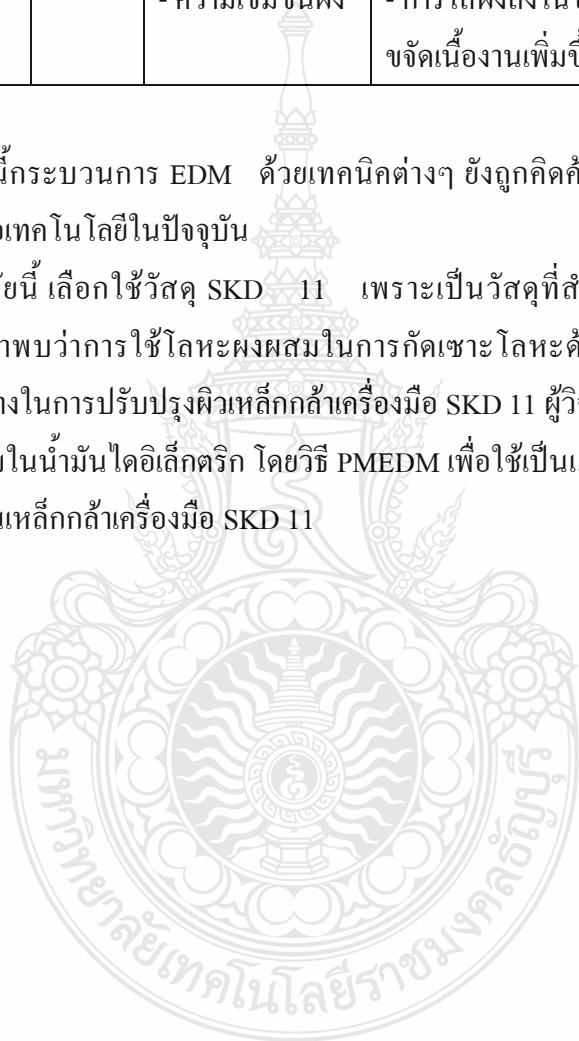 - ความเข้มข้นผง
- การใส่ผงลงใน
ขจัดเนื้องานเพิ่มขึ้
นี้กระบวนการ EDM ด้วยเทคนิคต่างๆ ยังถูกคิดค้
อเทคโนโลยีในปัจจุบัน
ัยนี้ เลือกใช้วัสดุ SKD 11 เพราะเป็นวัสดุที่สำ
าพบว่าการใช้โลหะผงผสมในการกัดเซาะโลหะด้
างในการปรับปรุงผิวเหล็กกล้าเครื่องมือ SKD 11 ผู้วิจ
มในน้ำมันไดอิเล็กตริก โดยวิธี PMEDM เพื่อใช้เป็นแ
นเหล็กกล้าเครื่องมือ SKD 11
มหาวิทยาลัยเทคโนโลยีราชมงคลธัญบุรี